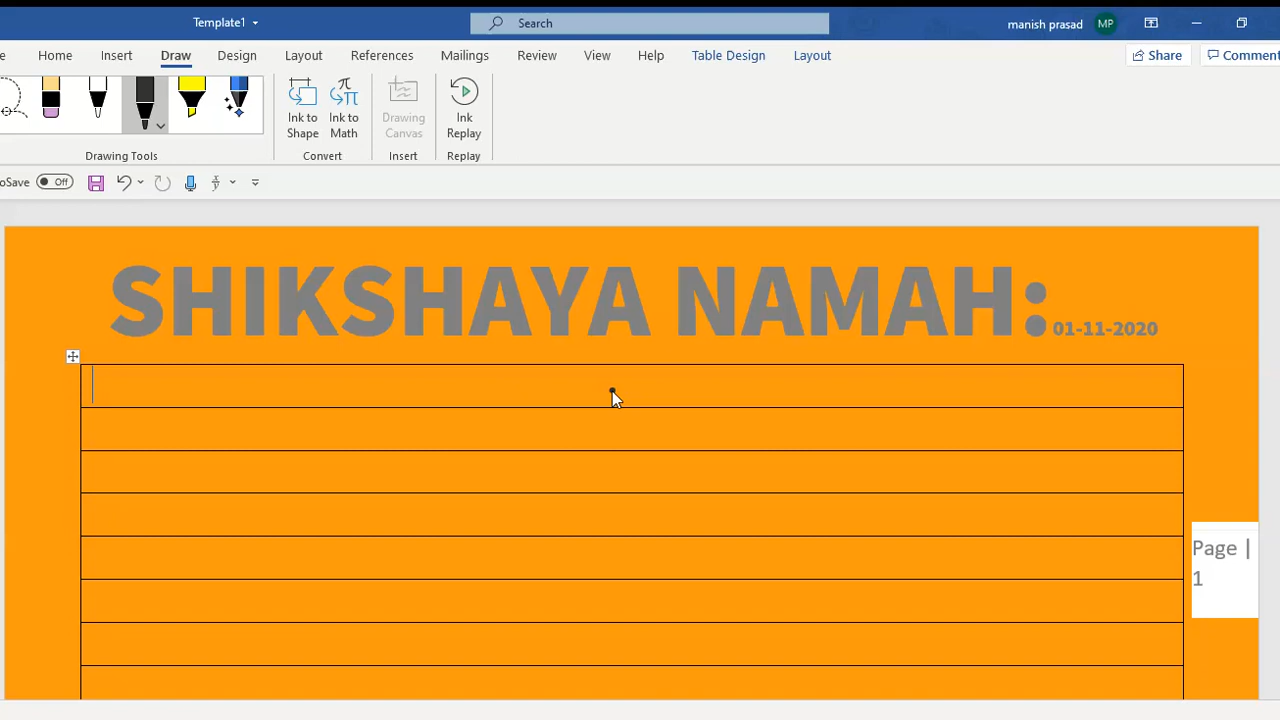 Template1
Search
manish prasad MP
Home Insert Draw Design Layout References Mailings Review View Help Table Design Layout
Share Comment
Ink to Shape
Ink to Math
Drawing Canvas
Ink Replay
Drawing Tools Convert Insert Replay
oSave Off
SHIKSHAYA NAMAH: 01-11-2020
Page |
1